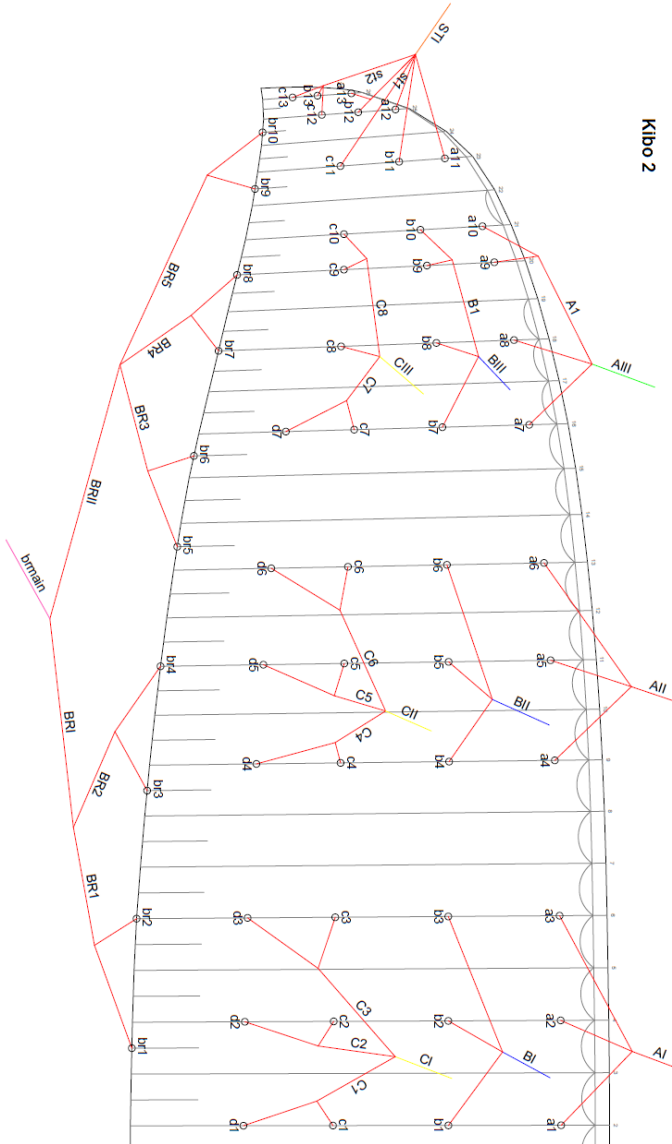 Kibo 2
STI
st2
st1
c13
b13
a13
c12
b12
a12
br10
c11
b11
a11
br9
c10
b10
a10
BR5
br8
c9
b9
a9
C8
B1
A1
BR4
br7
c8
b8
a8
CIII
BIII
AIII
C7
BR3
d7
c7
b7
a7
br6
BRII
br5
brmain
d6
c6
b6
a6
br4
d5
c5
b5
a5
C6
C5
CII
BII
AII
BRI
BR2
br3
C4
d4
c4
b4
a4
BR1
br2
d3
c3
b3
a3
C3
br1
d2
c2
b2
a2
C2
CI
BI
AI
C1
d1
c1
b1
a1